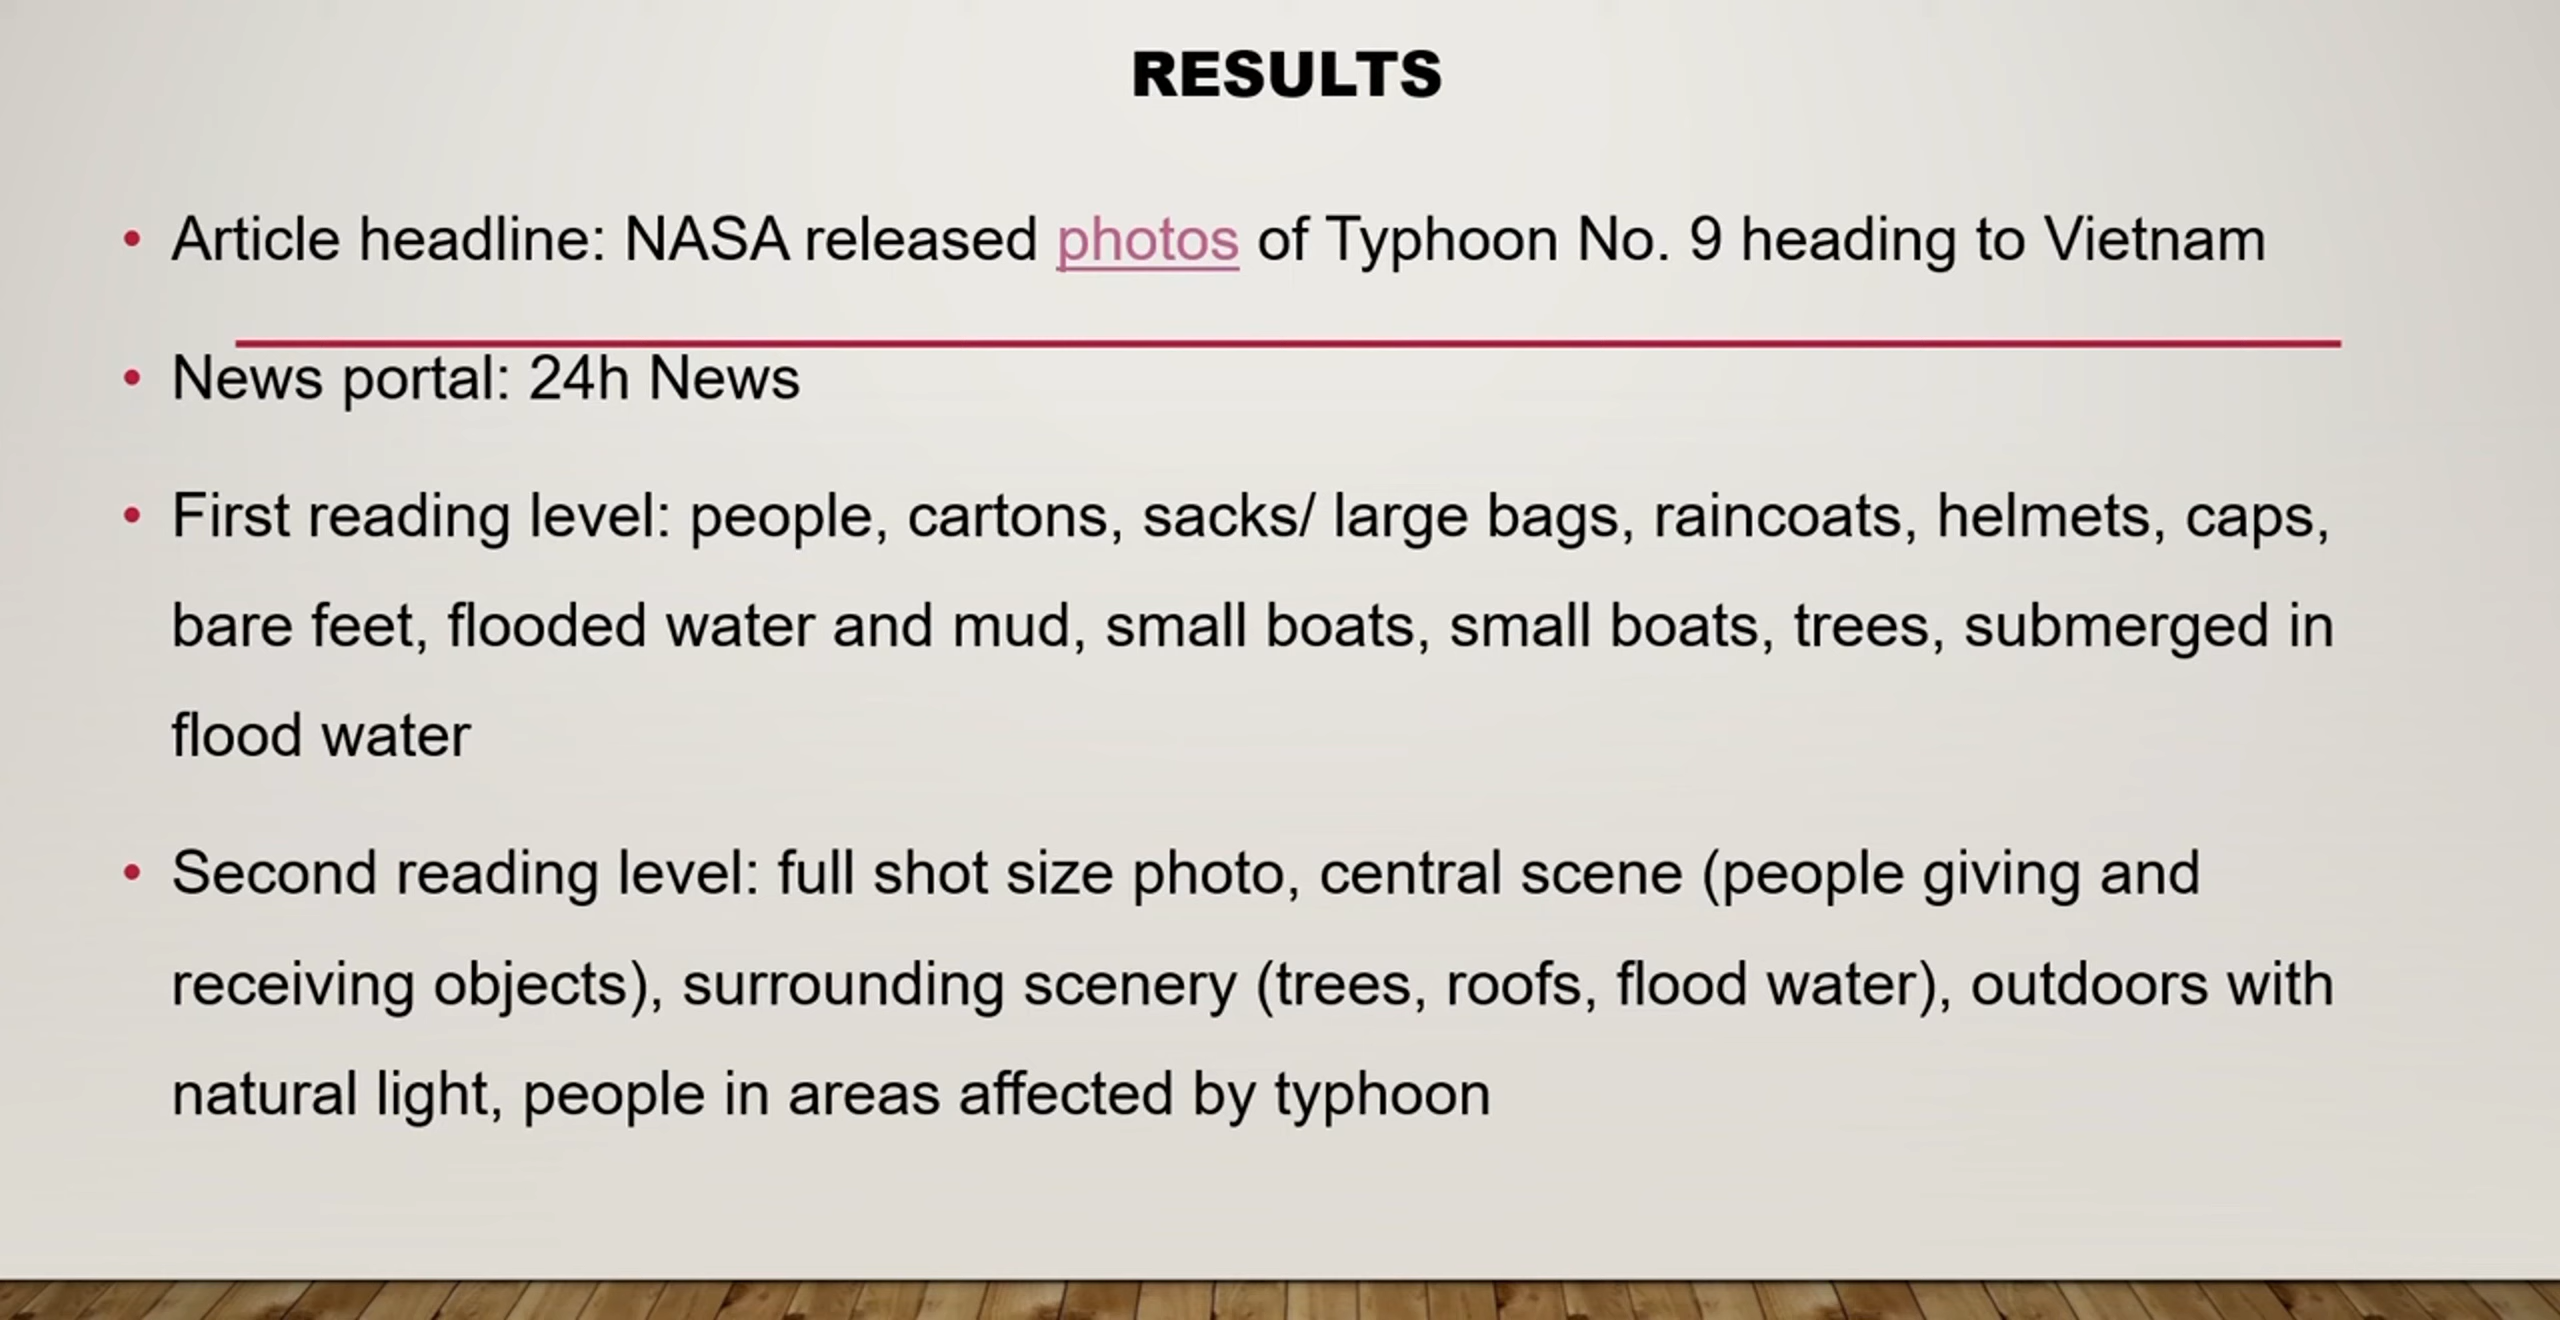 RESULTS
• Article headline: NASA released photos of Typhoon No. 9 heading to Vietnam
• News portal: 24h News
• First reading level: people, cartons, sacks/ large bags, raincoats, helmets, caps,
bare feet, flooded water and mud, small boats, small boats, trees, submerged in
flood water
• Second reading level: full shot size photo, central scene (people giving and
receiving objects), surrounding scenery (trees, roofs, flood water), outdoors with
natural light, people in areas affected by typhoon